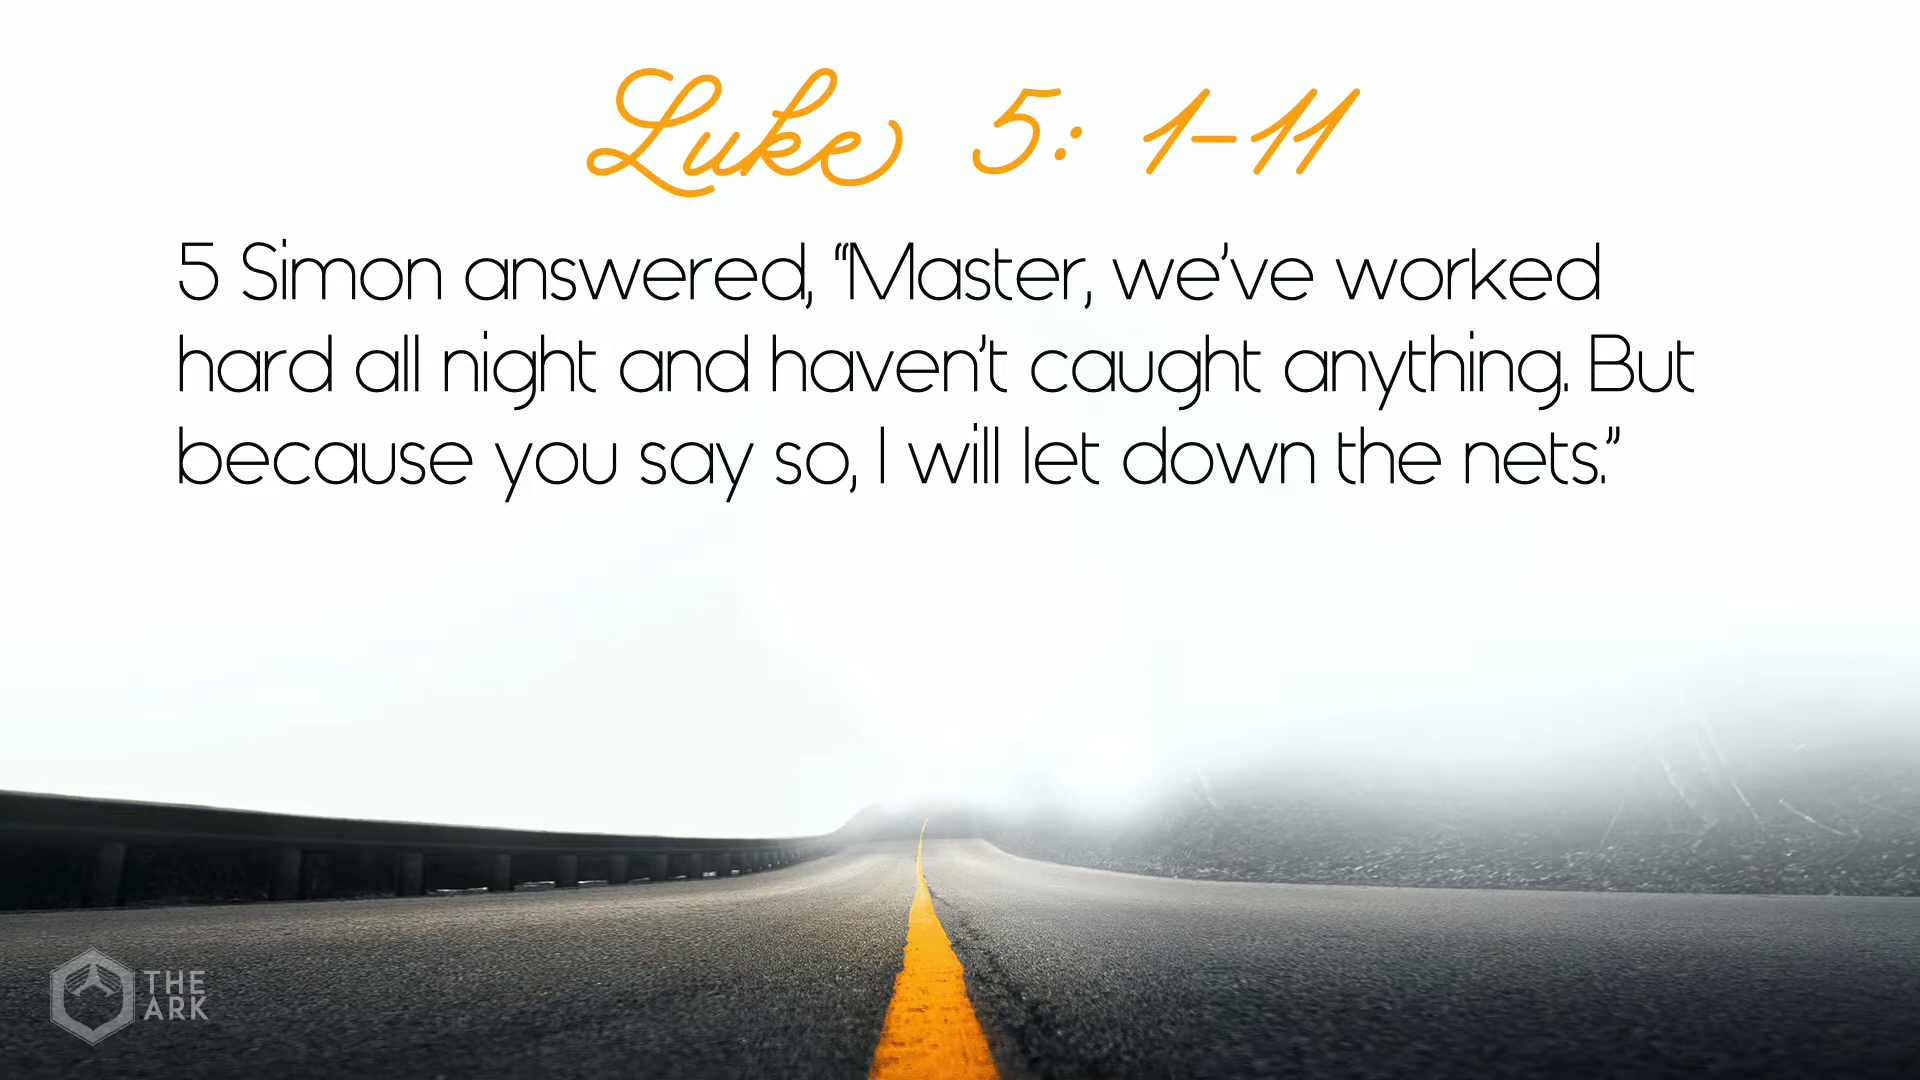 Luke 5: 1-11
5 Simon answered, “Master, we’ve worked
hard all night and haven’t caught anything. But
because you say so, I will let down the nets.”
THE
ARK